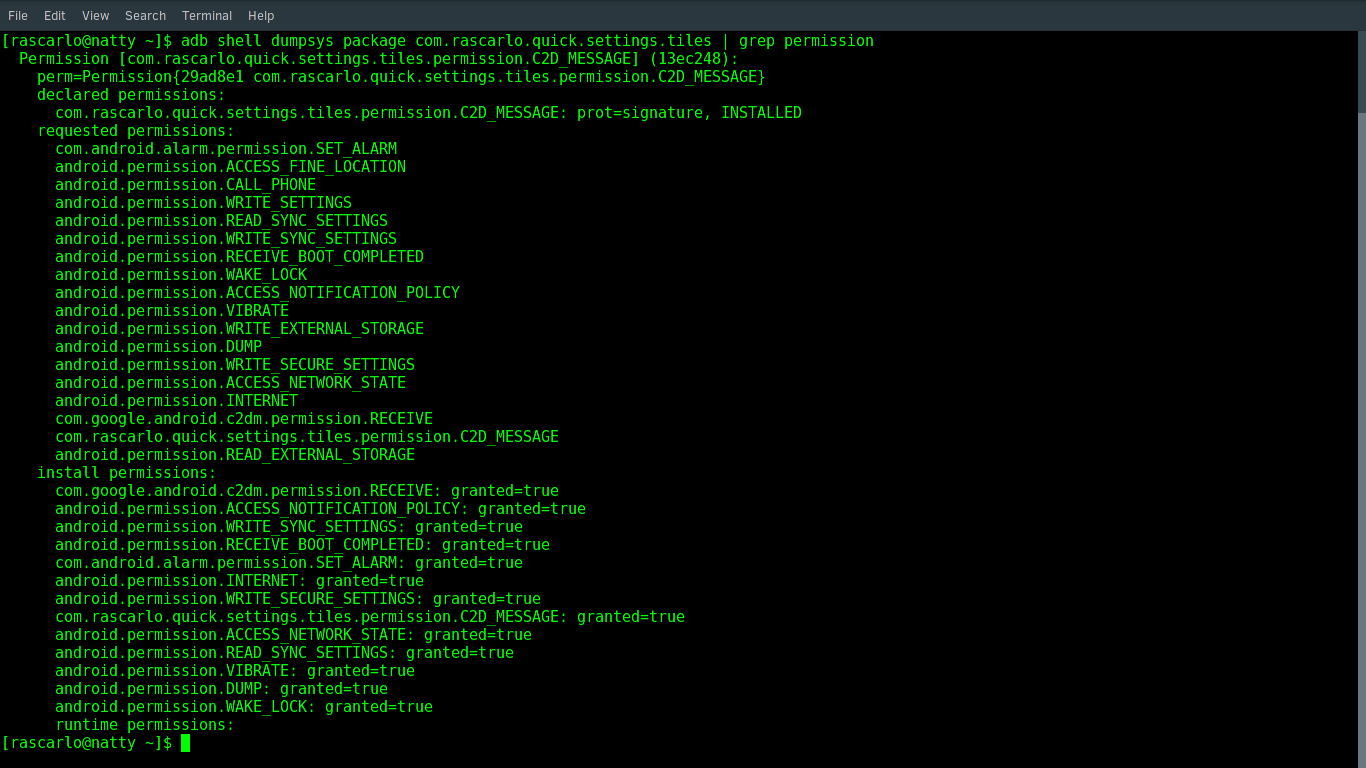 File Edit View Search Terminal Help
[rascarlo@natty ~]$ adb shell dumpsys package com.rascarlo.quick.settings.tiles | grep permission
Permission [com.rascarlo.quick.settings.tiles.permission.C2D_MESSAGE] (13ec248):
perm=Permission{29ad8e1 com.rascarlo.quick.settings.tiles.permission.C2D_MESSAGE}
declared permissions:
com.rascarlo.quick.settings.tiles.permission.C2D_MESSAGE: prot=signature, INSTALLED
requested permissions:
com.android.alarm.permission.SET_ALARM
android.permission.ACCESS_FINE_LOCATION
android.permission.CALL_PHONE
android.permission.WRITE_SETTINGS
android.permission.READ_SYNC_SETTINGS
android.permission.WRITE_SYNC_SETTINGS
android.permission.RECEIVE_BOOT_COMPLETED
android.permission.WAKE_LOCK
android.permission.ACCESS_NOTIFICATION_POLICY
android.permission.VIBRATE
android.permission.WRITE_EXTERNAL_STORAGE
android.permission.DUMP
android.permission.WRITE_SECURE_SETTINGS
android.permission.ACCESS_NETWORK_STATE
android.permission.INTERNET
com.google.android.c2dm.permission.RECEIVE
com.rascarlo.quick.settings.tiles.permission.C2D_MESSAGE
android.permission.READ_EXTERNAL_STORAGE
install permissions:
com.google.android.c2dm.permission.RECEIVE: granted=true
android.permission.ACCESS_NOTIFICATION_POLICY: granted=true
android.permission.WRITE_SYNC_SETTINGS: granted=true
android.permission.RECEIVE_BOOT_COMPLETED: granted=true
com.android.alarm.permission.SET_ALARM: granted=true
android.permission.INTERNET: granted=true
android.permission.WRITE_SECURE_SETTINGS: granted=true
com.rascarlo.quick.settings.tiles.permission.C2D_MESSAGE: granted=true
android.permission.ACCESS_NETWORK_STATE: granted=true
android.permission.READ_SYNC_SETTINGS: granted=true
android.permission.VIBRATE: granted=true
android.permission.DUMP: granted=true
android.permission.WAKE_LOCK: granted=true
runtime permissions:
[rascarlo@natty ~]$